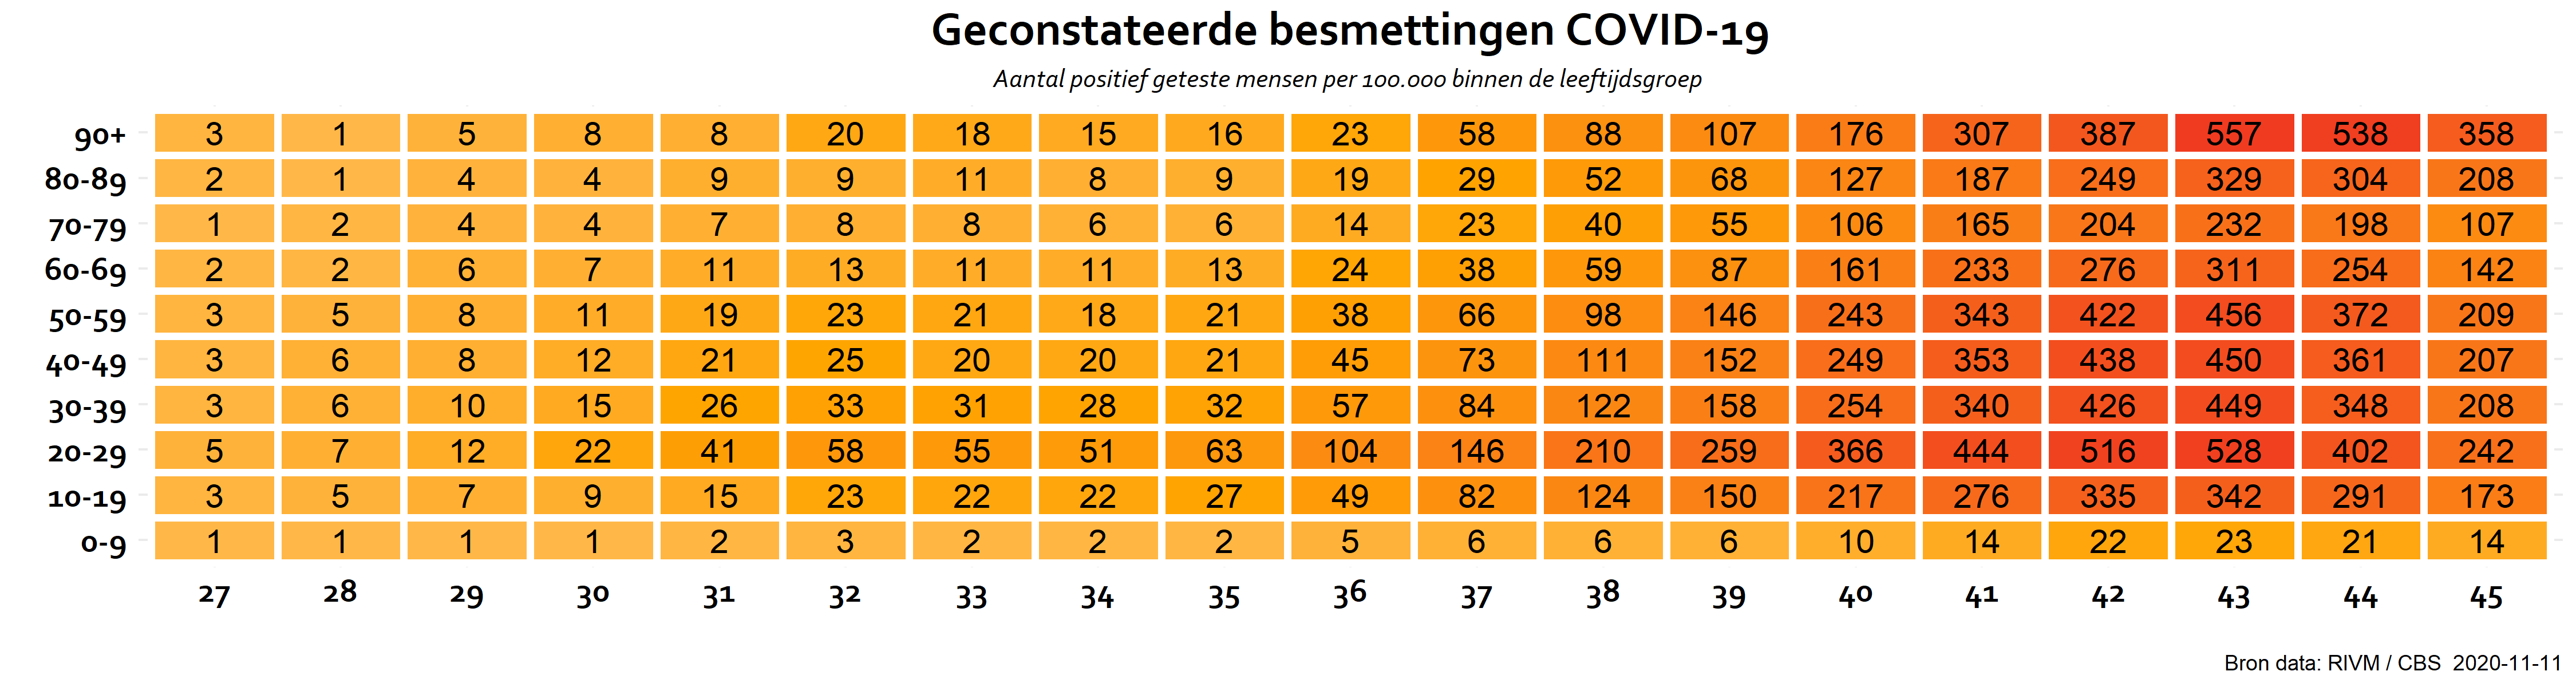 Geconstateerde besmettingen COVID-19
Aantal positief geteste mensen per 100.000 binnen de leeftijdsgroep
90+ 3 1 5 8 8 20 18 15 16 23 58 88 107 176 307 387 557 538 358
80-89 2 1 4 4 9 9 11 8 9 19 29 52 68 127 187 249 329 304 208
70-79 1 2 4 4 7 8 8 6 6 14 23 40 55 106 165 204 232 198 107
60-69 2 2 6 7 11 13 11 11 13 24 38 59 87 161 233 276 311 254 142
50-59 3 5 8 11 19 23 21 18 21 38 66 98 146 243 343 422 456 372 209
40-49 3 6 8 12 21 25 20 20 21 45 73 111 152 249 353 438 450 361 207
30-39 3 6 10 15 26 33 31 28 32 57 84 122 158 254 340 426 449 348 208
20-29 5 7 12 22 41 58 55 51 63 104 146 210 259 366 444 516 528 402 242
10-19 3 5 7 9 15 23 22 22 27 49 82 124 150 217 276 335 342 291 173
0-9 1 1 1 1 2 3 2 2 2 5 6 6 6 10 14 22 23 21 14
27 28 29 30 31 32 33 34 35 36 37 38 39 40 41 42 43 44 45
Bron data: RIVM / CBS 2020-11-11